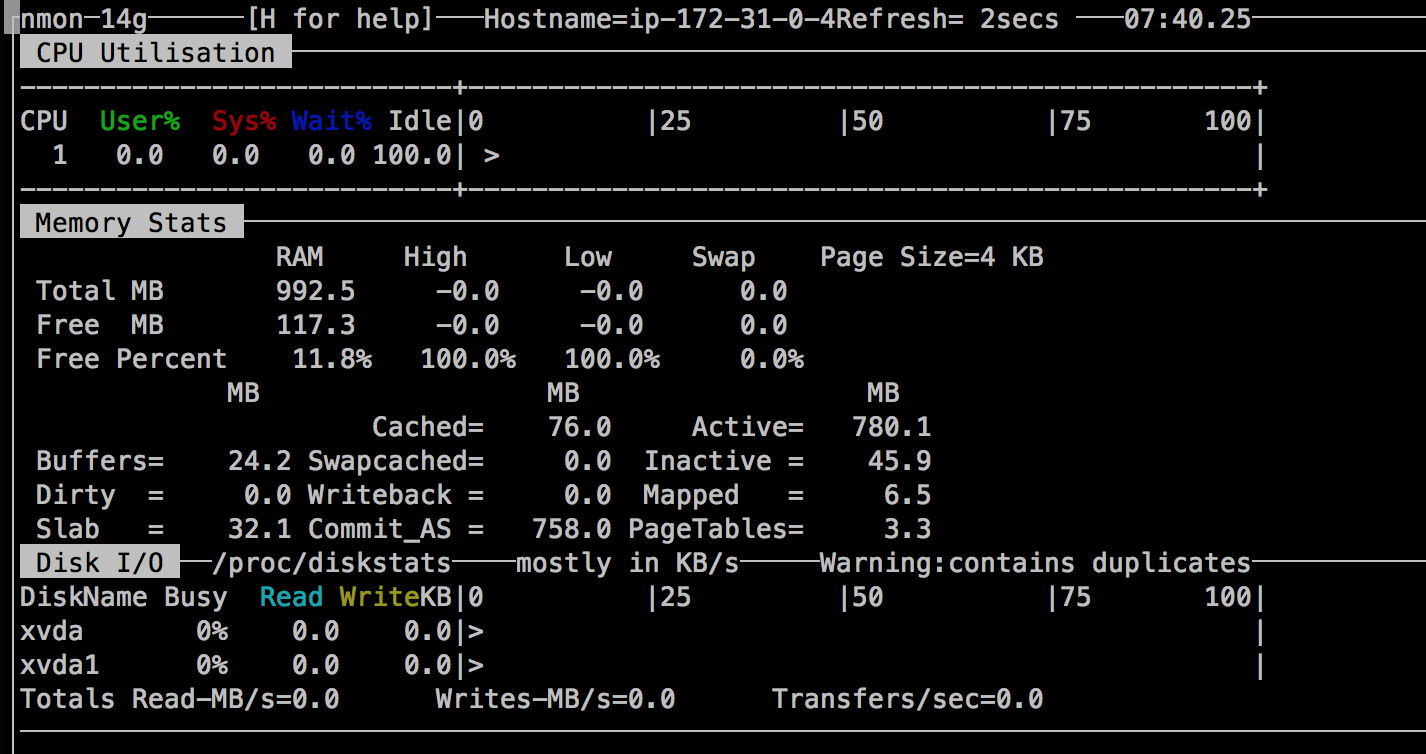 nmon-14g [H for help] Hostname=ip-172-31-0-4Refresh= 2secs 07:40.25
CPU Utilisation
CPU User% Sys% Wait% Idle|0 |25 |50 |75 100|
1 0.0 0.0 0.0 100.0| > |
Memory Stats
RAM High Low Swap Page Size=4 KB
Total MB 992.5 -0.0 -0.0 0.0
Free MB 117.3 -0.0 -0.0 0.0
Free Percent 11.8% 100.0% 100.0% 0.0%
MB MB MB
Cached= 76.0 Active= 780.1
Buffers= 24.2 Swapcached= 0.0 Inactive = 45.9
Dirty = 0.0 Writeback = 0.0 Mapped = 6.5
Slab = 32.1 Commit_AS = 758.0 PageTables= 3.3
Disk I/O /proc/diskstats mostly in KB/s Warning:contains duplicates
DiskName Busy Read WriteKB|0 |25 |50 |75 100|
xvda 0% 0.0 0.0|> |
xvda1 0% 0.0 0.0|> |
Totals Read-MB/s=0.0 Writes-MB/s=0.0 Transfers/sec=0.0